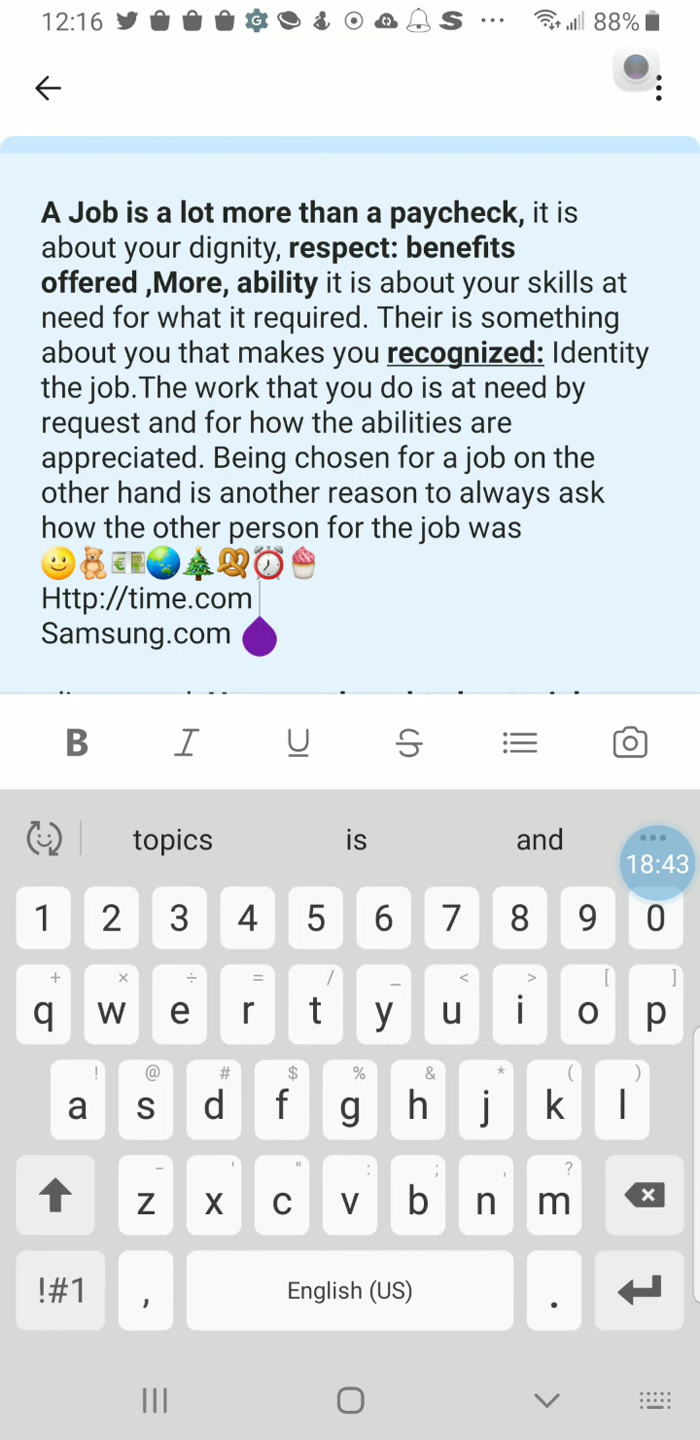 12:16 88%
A Job is a lot more than a paycheck, it is
about your dignity, respect: benefits
offered ,More, ability it is about your skills at
need for what it required. Their is something
about you that makes you recognized: Identity
the job.The work that you do is at need by
request and for how the abilities are
appreciated. Being chosen for a job on the
other hand is another reason to always ask
how the other person for the job was
🙂🧸💶🌏🎄🥨⏰🧁
Http://time.com
Samsung.com
B I U S
topics is and
18:43
1 2 3 4 5 6 7 8 9 0
+ × ÷ = / _ < > [ ]
q w e r t y u i o p
! @ # $ % & * ( )
a s d f g h j k l
- ' " : ; , ?
z x c v b n m
!#1 , English (US) .